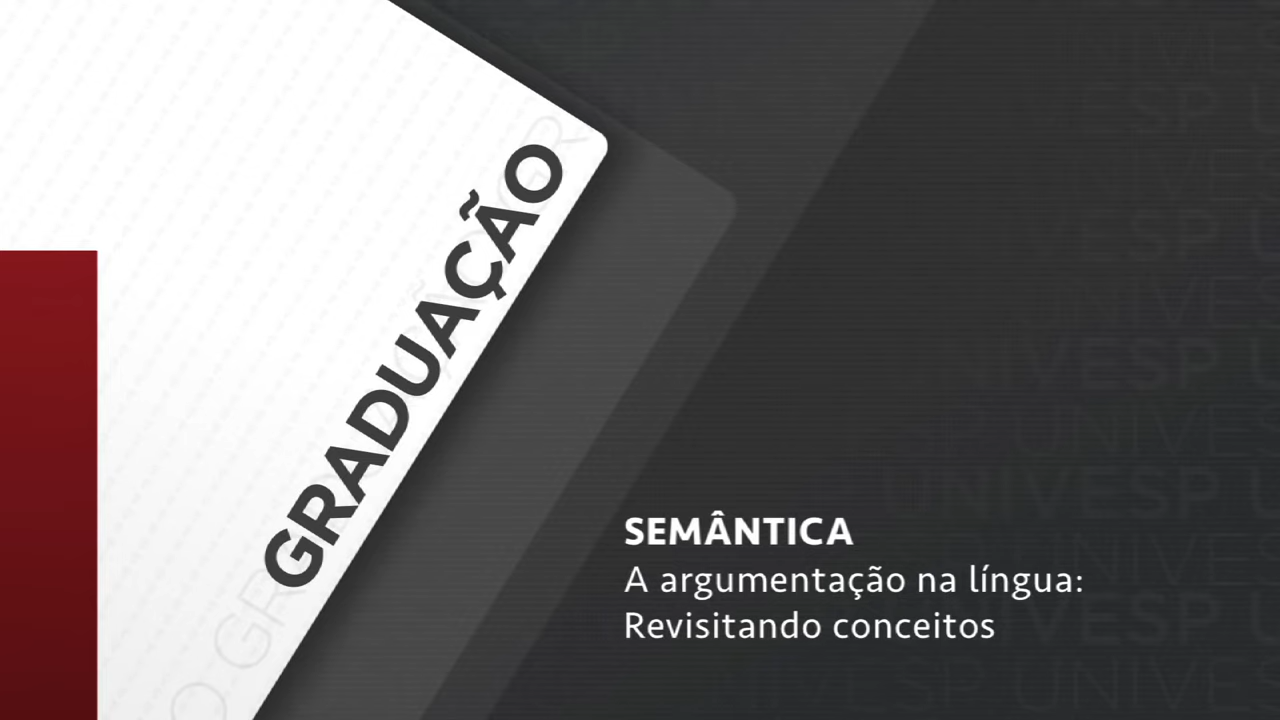 GRADUAÇÃO
SEMÂNTICA
A argumentação na língua:
Revisitando conceitos